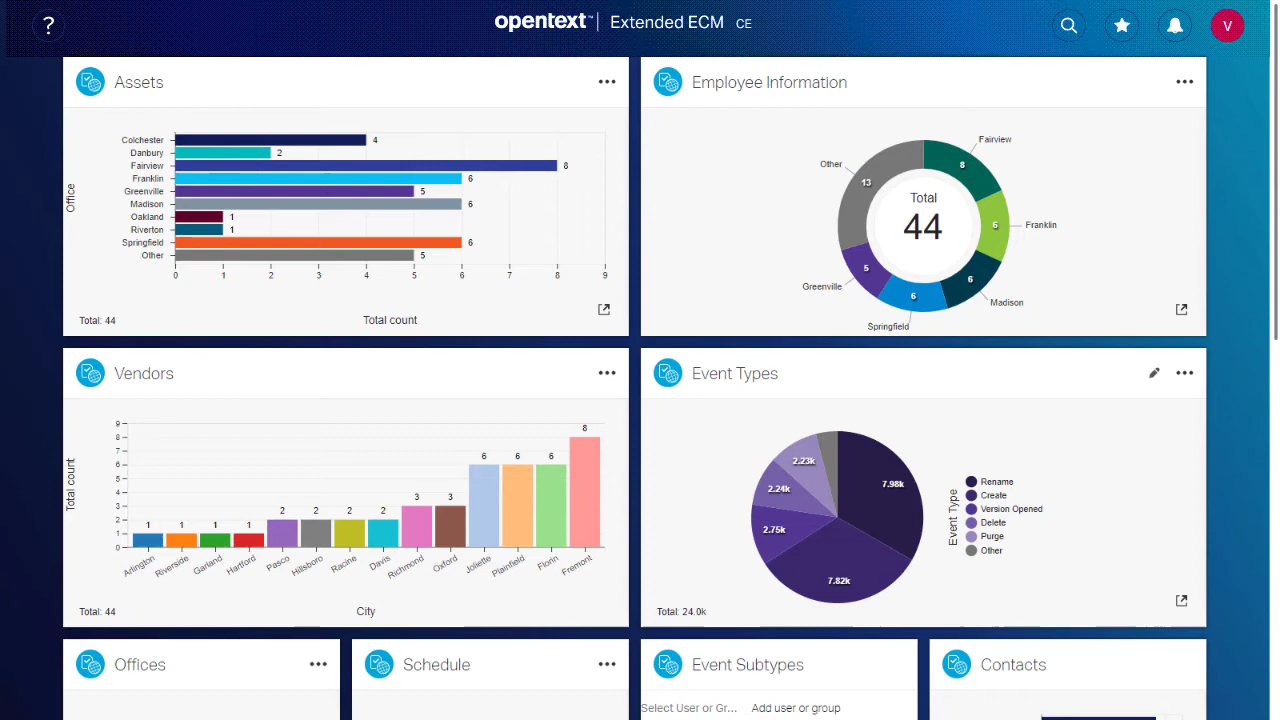 ?
opentext™ | Extended ECM CE
V
Assets
Office
Colchester 4
Danbury 2
Fairview 8
Franklin 6
Greenville 5
Madison 6
Oakland 1
Riverton 1
Springfield 6
Other 5
0 1 2 3 4 5 6 7 8 9
Total: 44
Total count
Employee Information
Fairview
Other
8
13
Total
44
5
Franklin
5
6
Greenville
6
Madison
Springfield
Vendors
Total count
9
8
7
6
5
4
3
2
1
0
1 1 1 1 2 2 2 2 3 3 6 6 6 8
Arlington Riverside Garland Hartford Pasco Hillsboro Racine Davis Richmond Oxford Joliette Plainfield Florin Fremont
Total: 44
City
Event Types
7.98k
7.82k
2.75k
2.24k
2.23k
Event Type
Rename
Create
Version Opened
Delete
Purge
Other
Total: 24.0k
Offices
Schedule
Event Subtypes
Select User or Gr... Add user or group
Contacts